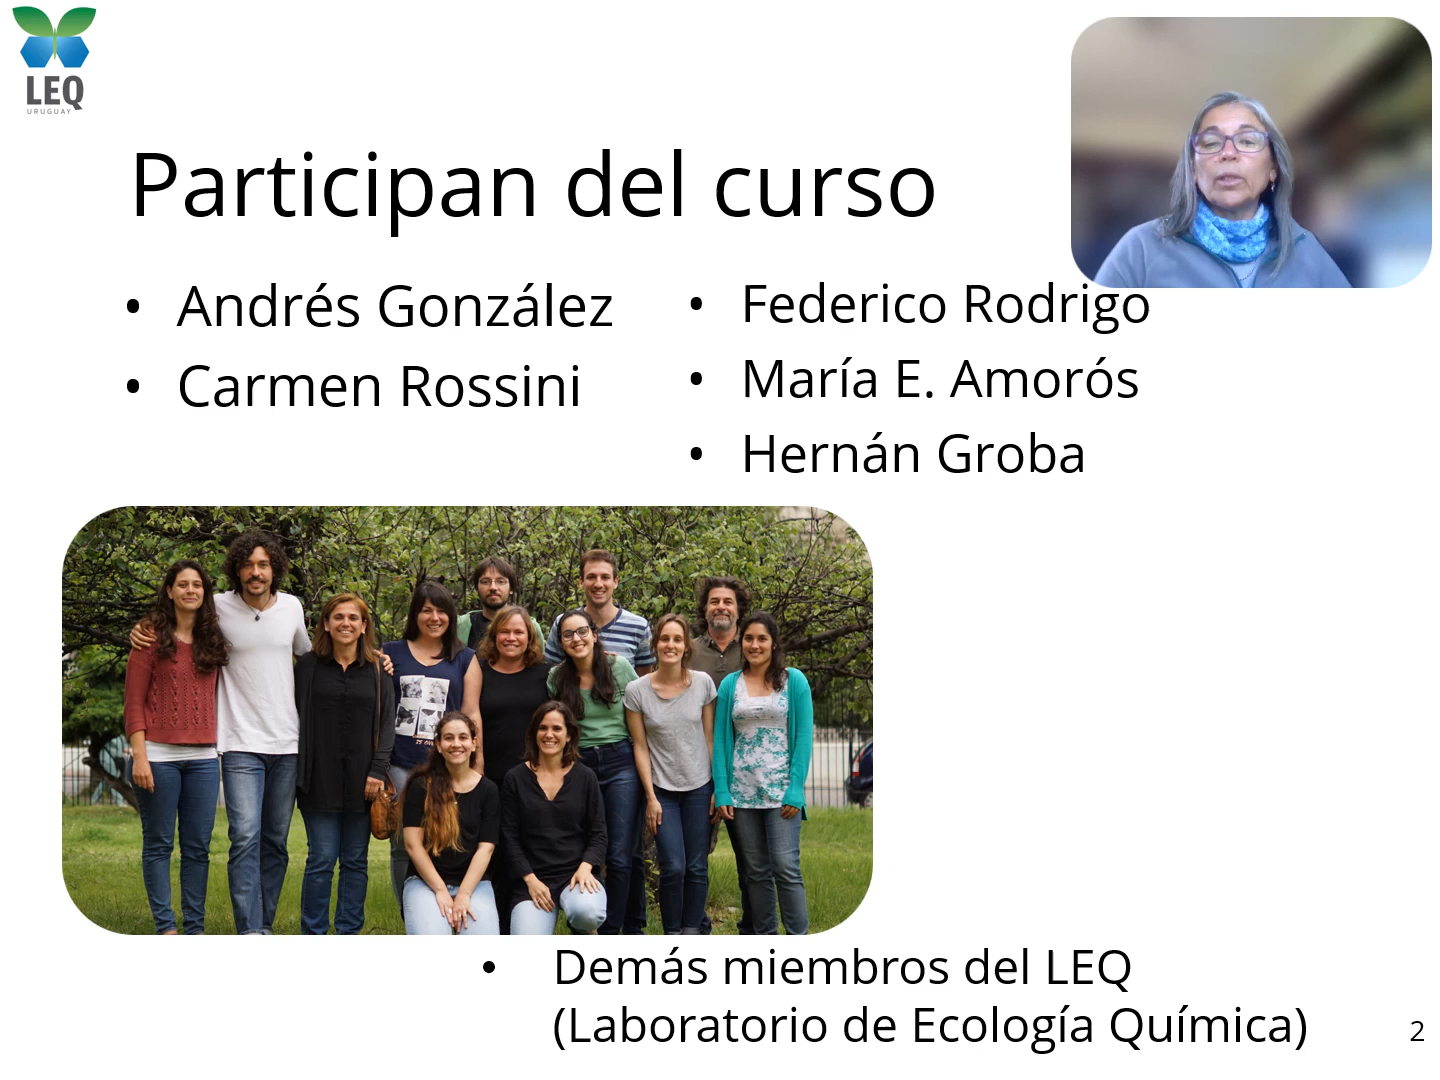 LEQ
URUGUAY
Participan del curso
• Andrés González
• Carmen Rossini
• Federico Rodrigo
• María E. Amorós
• Hernán Groba
• Demás miembros del LEQ
(Laboratorio de Ecología Química)
2